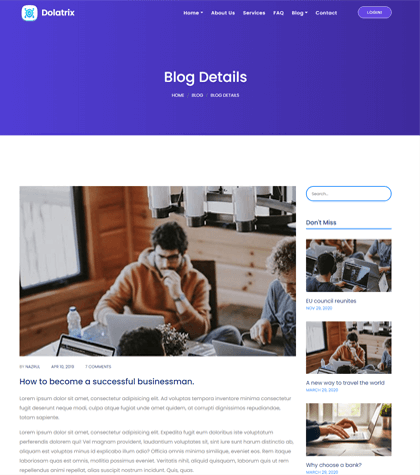 Dolatrix
Home About Us Services FAQ Blog Contact LOGIN
Blog Details
HOME / BLOG / BLOG DETAILS
Search...
Don't Miss
EU council reunites
NOV 29, 2020
A new way to travel the world
MARCH 29, 2020
Why choose a bank?
MARCH 29, 2020
BY NAZRUL APR 10, 2019 7 COMMENTS
How to become a successful businessman.
Lorem ipsum dolor sit amet, consectetur adipisicing elit. Ad voluptas temporibus inventore minima consectetur
fugit deserunt neque modi, culpa atque fugiat unde amet quidem, at corrupti dignissimos repudiandae,
totam sapiente.
Lorem ipsum dolor sit amet, consectetur adipisicing elit. Expedita fugit eum doloribus iste voluptatum
perferendis dolorem qui! Vel magnam provident, laudantium voluptates sit, sint iure sunt harum distinctio ab,
aliquam est voluptas minus id explicabo illum odio? Officia omnis minima similique, eveniet eos. Rem itaque
laboriosam quo est omnis, mollitia possimus eveniet. Veritatis nihil, aliquid quisquam, laborum quis ut rem
repellendus animi repellat, alias suscipit nostrum incidunt. Quis, quos.